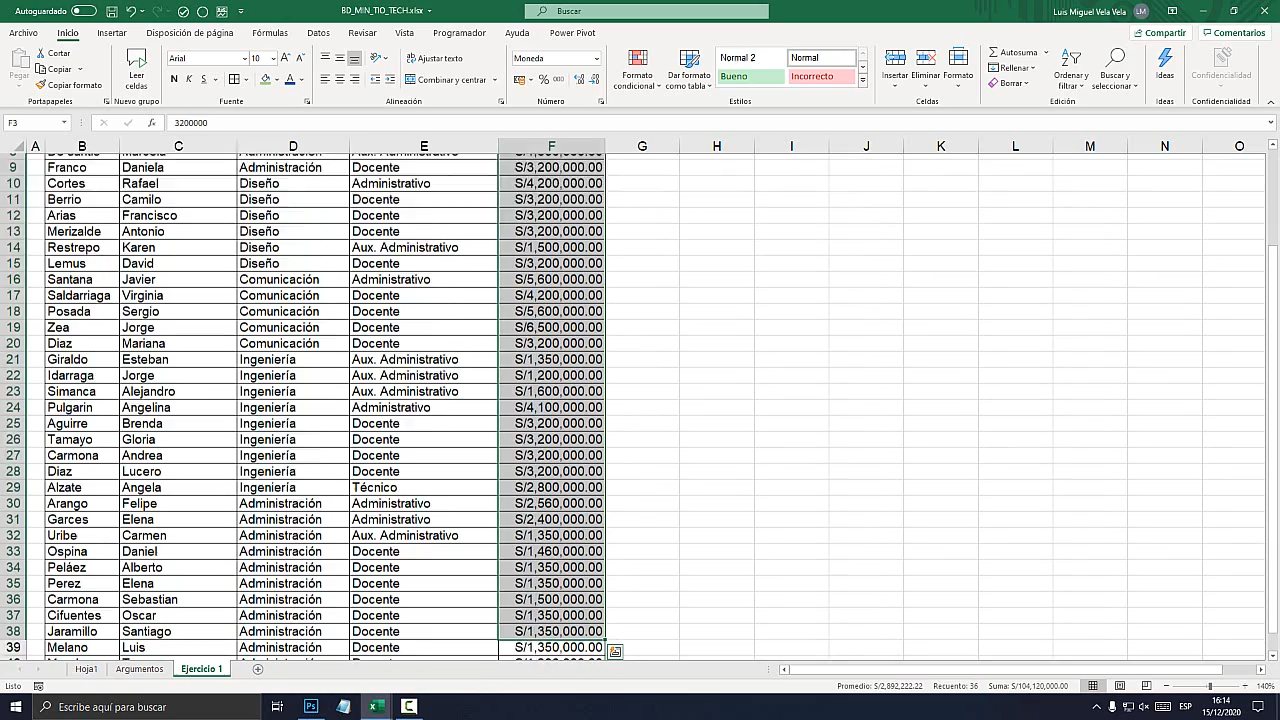 Autoguardado
BD_MIN_TIO_TECH.xlsx
Buscar
Luis Miguel Vela Vela
LM
Archivo Inicio Insertar Disposición de página Fórmulas Datos Revisar Vista Programador Ayuda Power Pivot
Compartir Comentarios
Pegar
Cortar
Copiar
Copiar formato
Portapapeles
Leer celdas
Nuevo grupo
Arial 10
N K S
Fuente
Ajustar texto
Combinar y centrar
Alineación
Moneda
% 000
Número
Formato condicional
Dar formato como tabla
Normal 2 Normal
Bueno Incorrecto
Estilos
Insertar Eliminar Formato
Celdas
Autosuma
Rellenar
Borrar
Ordenar y filtrar
Buscar y seleccionar
Edición
Ideas
Ideas
Confidencialidad
Confidencialidad
F3 fx 3200000
A B C D E F G H I J K L M N O
9 Franco Daniela Administración Docente S/3,200,000.00
10 Cortes Rafael Diseño Administrativo S/4,200,000.00
11 Berrio Camilo Diseño Docente S/3,200,000.00
12 Arias Francisco Diseño Docente S/3,200,000.00
13 Merizalde Antonio Diseño Docente S/3,200,000.00
14 Restrepo Karen Diseño Aux. Administrativo S/1,500,000.00
15 Lemus David Diseño Docente S/3,200,000.00
16 Santana Javier Comunicación Administrativo S/5,600,000.00
17 Saldarriaga Virginia Comunicación Docente S/4,200,000.00
18 Posada Sergio Comunicación Docente S/5,600,000.00
19 Zea Jorge Comunicación Docente S/6,500,000.00
20 Diaz Mariana Comunicación Docente S/3,200,000.00
21 Giraldo Esteban Ingeniería Aux. Administrativo S/1,350,000.00
22 Idarraga Jorge Ingeniería Aux. Administrativo S/1,200,000.00
23 Simanca Alejandro Ingeniería Aux. Administrativo S/1,600,000.00
24 Pulgarin Angelina Ingeniería Administrativo S/4,100,000.00
25 Aguirre Brenda Ingeniería Docente S/3,200,000.00
26 Tamayo Gloria Ingeniería Docente S/3,200,000.00
27 Carmona Andrea Ingeniería Docente S/3,200,000.00
28 Diaz Lucero Ingeniería Docente S/3,200,000.00
29 Alzate Angela Ingeniería Técnico S/2,800,000.00
30 Arango Felipe Administración Administrativo S/2,560,000.00
31 Garces Elena Administración Administrativo S/2,400,000.00
32 Uribe Carmen Administración Aux. Administrativo S/1,350,000.00
33 Ospina Daniel Administración Docente S/1,460,000.00
34 Peláez Alberto Administración Docente S/1,350,000.00
35 Perez Elena Administración Docente S/1,350,000.00
36 Carmona Sebastian Administración Docente S/1,500,000.00
37 Cifuentes Oscar Administración Docente S/1,350,000.00
38 Jaramillo Santiago Administración Docente S/1,350,000.00
39 Melano Luis Administración Docente S/1,350,000.00
Hoja1 Argumentos Ejercicio 1
Listo
Promedio: S/2,892,222.22 Recuento: 36 Suma: S/104,120,000.00
140%
Escribe aquí para buscar
Ps
ESP
16:14
15/12/2020